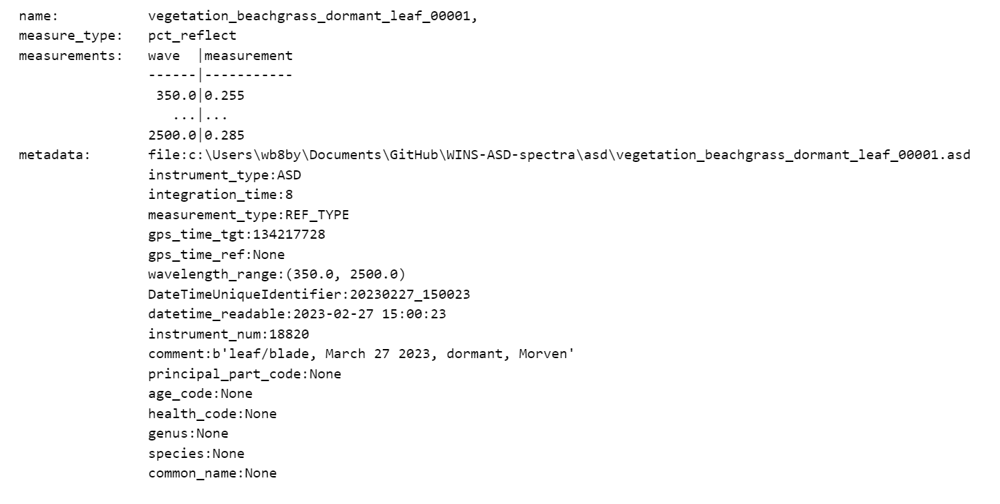 name: vegetation_beachgrass_dormant_leaf_00001,
measure_type: pct_reflect
measurements: wave |measurement
------|-----------
350.0|0.255
...|...
2500.0|0.285
metadata: file:c:\Users\wb8by\Documents\GitHub\WINS-ASD-spectra\asd\vegetation_beachgrass_dormant_leaf_00001.asd
instrument_type:ASD
integration_time:8
measurement_type:REF_TYPE
gps_time_tgt:134217728
gps_time_ref:None
wavelength_range:(350.0, 2500.0)
DateTimeUniqueIdentifier:20230227_150023
datetime_readable:2023-02-27 15:00:23
instrument_num:18820
comment:b'leaf/blade, March 27 2023, dormant, Morven'
principal_part_code:None
age_code:None
health_code:None
genus:None
species:None
common_name:None